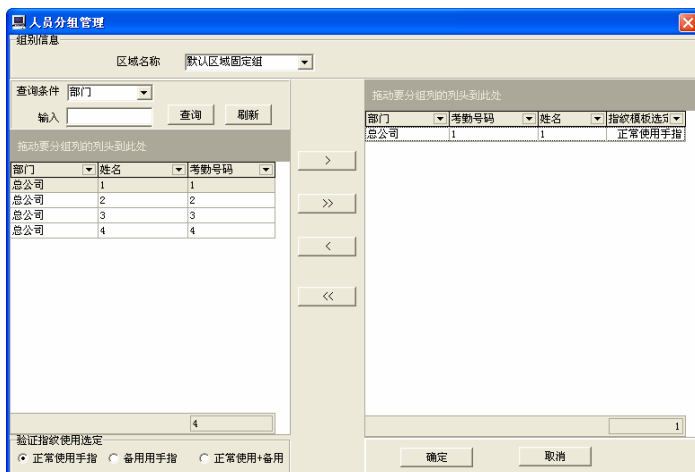 人员分组管理
组别信息
区域名称 默认区域固定组
查询条件 部门
输入 查询 刷新
拖动要分组列的列头到此处
部门 姓名 考勤号码
总公司 1 1
总公司 2 2
总公司 3 3
总公司 4 4
4
验证指纹使用选定
正常使用手指 备用用手指 正常使用+备用
>
>>
<
<<
拖动要分组列的列头到此处
部门 考勤号码 姓名 指纹模板选定
总公司 1 1 正常使用手指
1
确定 取消